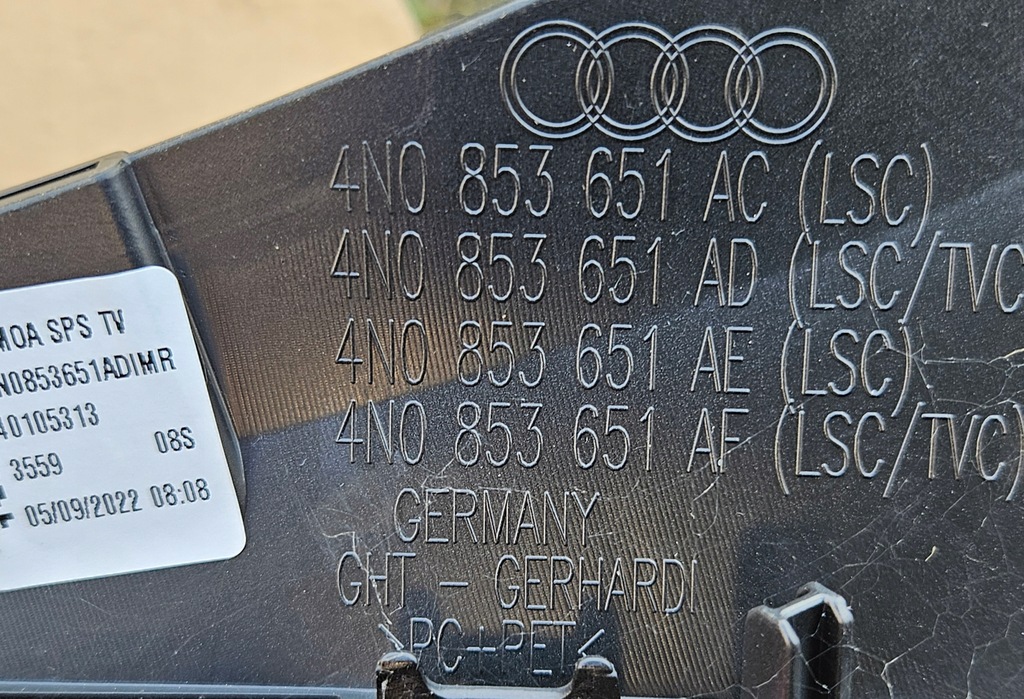 4N0 853 651 AC (LSC)
4N0 853 651 AD (LSC/TVC
4N0 853 651 AE (LSC)
4N0 853 651 AF (LSC/TVC)
GERMANY
GHT - GERHARDI
>PC+PET<
MOA SPS TV
N0853651ADIMR
40105313
3559 08S
05/09/2022 08:08